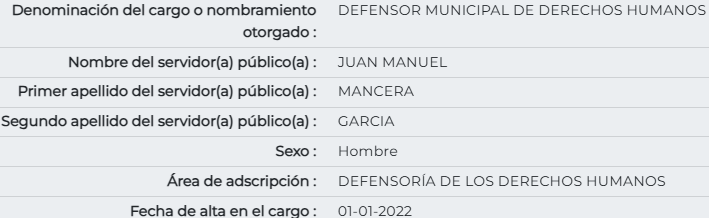 Denominación del cargo o nombramiento otorgado : DEFENSOR MUNICIPAL DE DERECHOS HUMANOS
Nombre del servidor(a) público(a) : JUAN MANUEL
Primer apellido del servidor(a) público(a) : MANCERA
Segundo apellido del servidor(a) público(a) : GARCIA
Sexo : Hombre
Área de adscripción : DEFENSORÍA DE LOS DERECHOS HUMANOS
Fecha de alta en el cargo : 01-01-2022